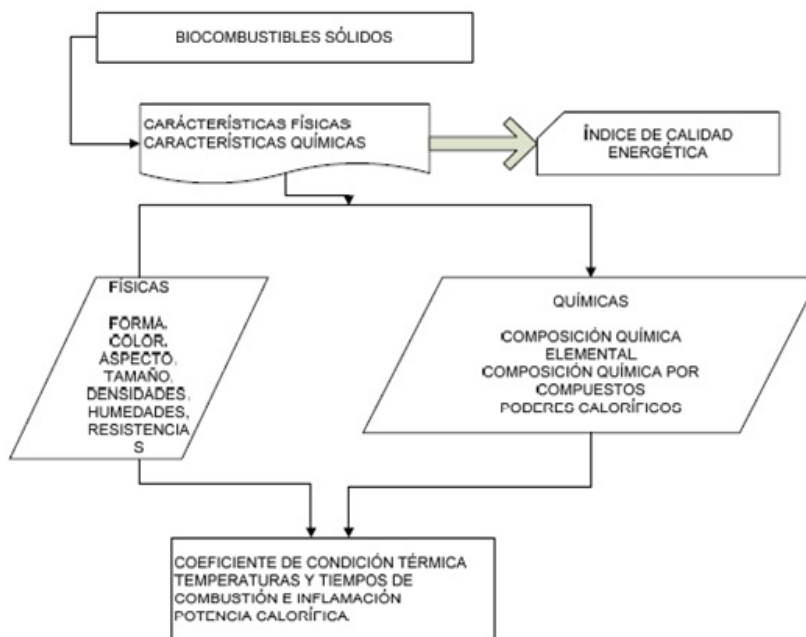 BIOCOMBUSTIBLES SÓLIDOS
CARÁCTERÍSTICAS FÍSICAS
CARACTERÍSTICAS QUÍMICAS
ÍNDICE DE CALIDAD
ENERGÉTICA
FÍSICAS
FORMA,
COLOR,
ASPECTO,
TAMAÑO,
DENSIDADES,
HUMEDADES,
RESISTENCIA
S
QUÍMICAS
COMPOSICIÓN QUÍMICA
ELEMENTAL
COMPOSICIÓN QUÍMICA POR
COMPUESTOS
PODERES CALORÍFICOS
COEFICIENTE DE CONDICIÓN TÉRMICA
TEMPERATURAS Y TIEMPOS DE
COMBUSTIÓN E INFLAMACIÓN
POTENCIA CALORÍFICA.